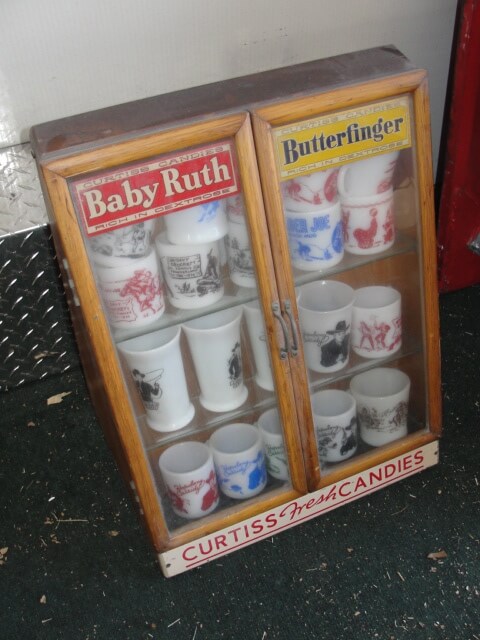 CURTISS CANDIES
Baby Ruth
RICH IN DEXTROSE
CURTISS CANDIES
Butterfinger
RICH IN DEXTROSE
CURTISS Fresh CANDIES